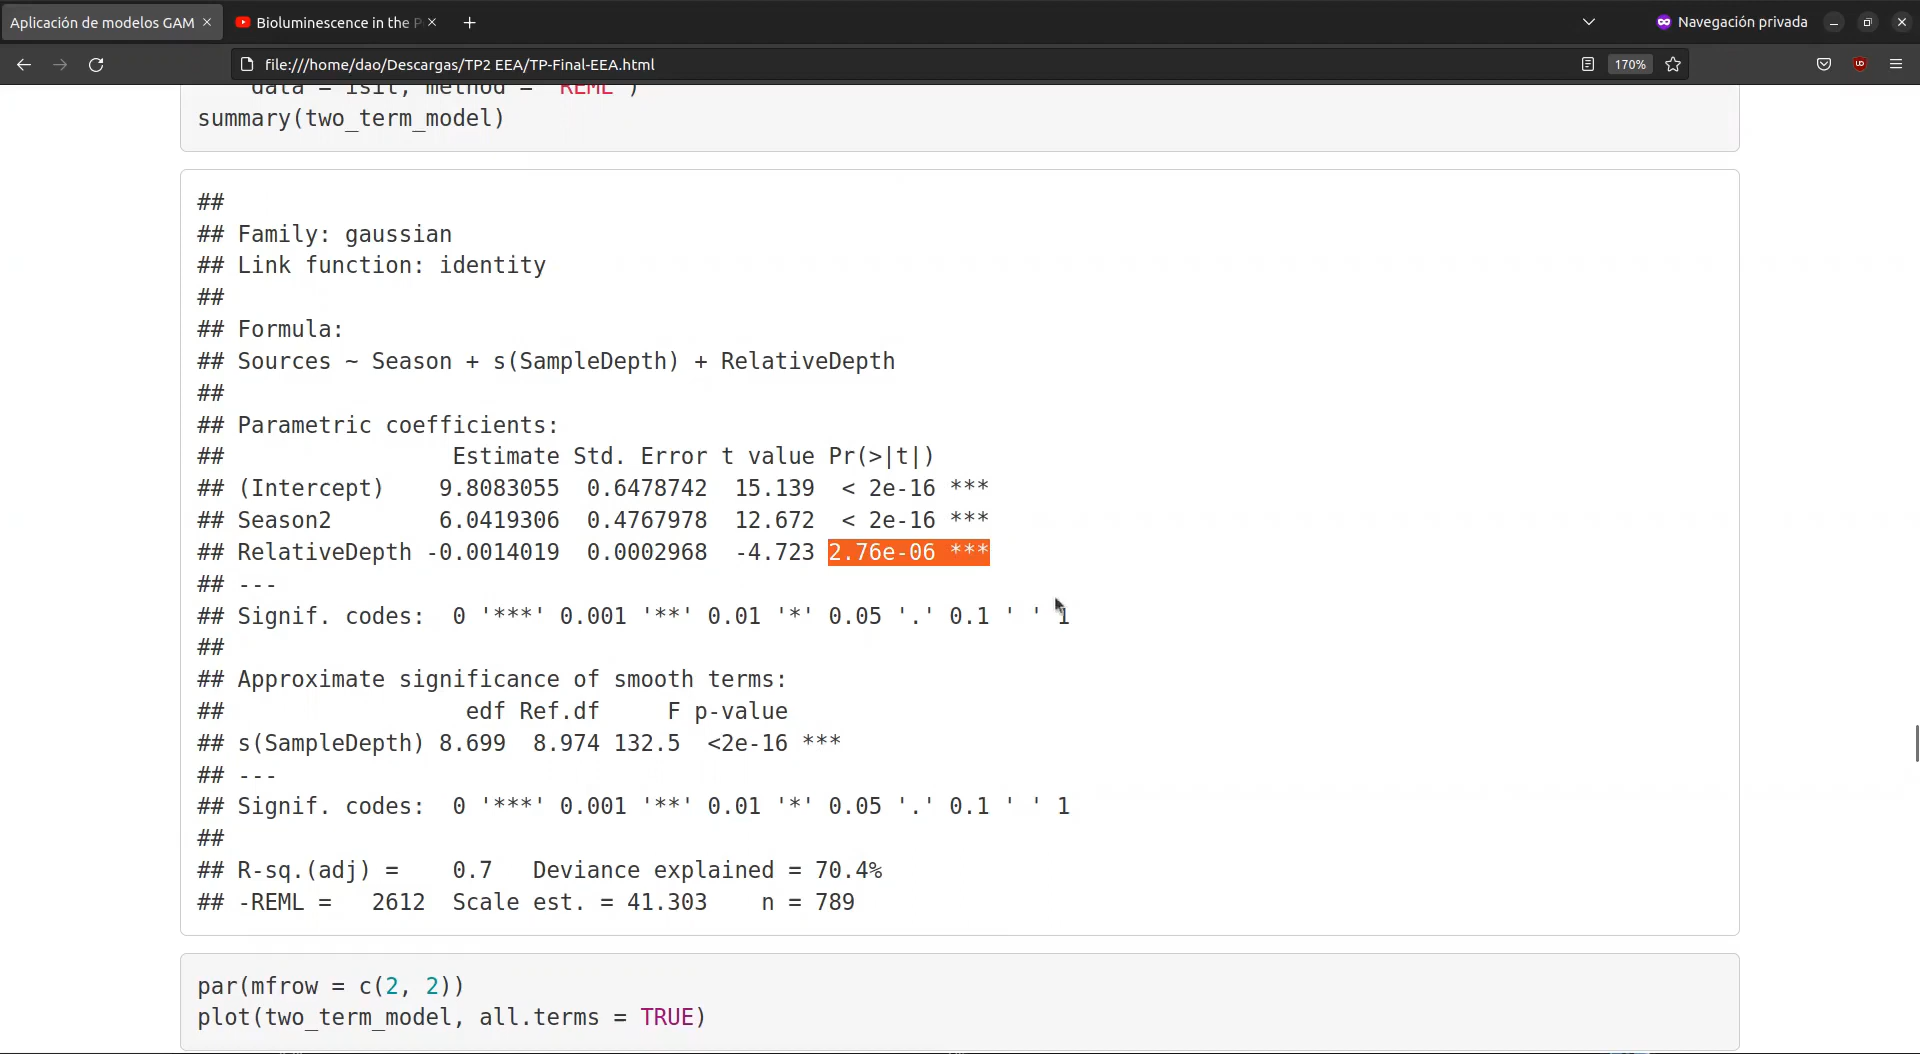 Aplicación de modelos GAM
Bioluminescence in the P
Navegación privada
file:///home/dao/Descargas/TP2 EEA/TP-Final-EEA.html
170%
data = isit, method = "REML")
summary(two_term_model)
##
## Family: gaussian
## Link function: identity
##
## Formula:
## Sources ~ Season + s(SampleDepth) + RelativeDepth
##
## Parametric coefficients:
##                 Estimate Std. Error t value Pr(>|t|)
## (Intercept)    9.8083055  0.6478742  15.139  < 2e-16 ***
## Season2        6.0419306  0.4767978  12.672  < 2e-16 ***
## RelativeDepth -0.0014019  0.0002968  -4.723 2.76e-06 ***
## ---
## Signif. codes:  0 '***' 0.001 '**' 0.01 '*' 0.05 '.' 0.1 ' ' 1
##
## Approximate significance of smooth terms:
##                  edf Ref.df     F p-value
## s(SampleDepth) 8.699  8.974 132.5  <2e-16 ***
## ---
## Signif. codes:  0 '***' 0.001 '**' 0.01 '*' 0.05 '.' 0.1 ' ' 1
##
## R-sq.(adj) =    0.7   Deviance explained = 70.4%
## -REML =   2612  Scale est. = 41.303    n = 789
par(mfrow = c(2, 2))
plot(two_term_model, all.terms = TRUE)